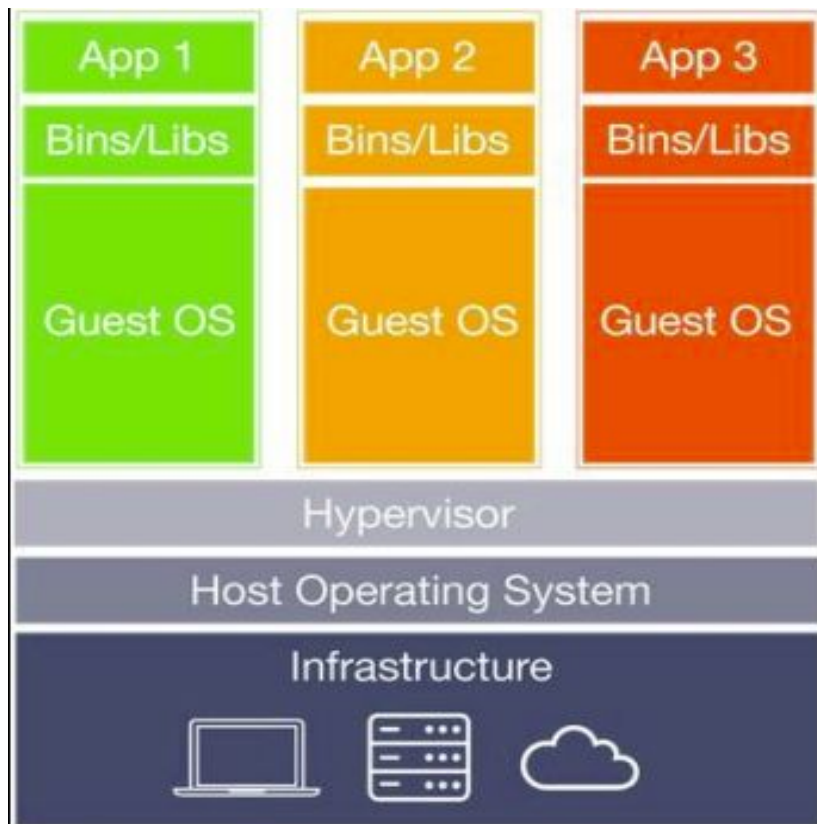 App 1
App 2
App 3
Bins/Libs
Bins/Libs
Bins/Libs
Guest OS
Guest OS
Guest OS
Hypervisor
Host Operating System
Infrastructure